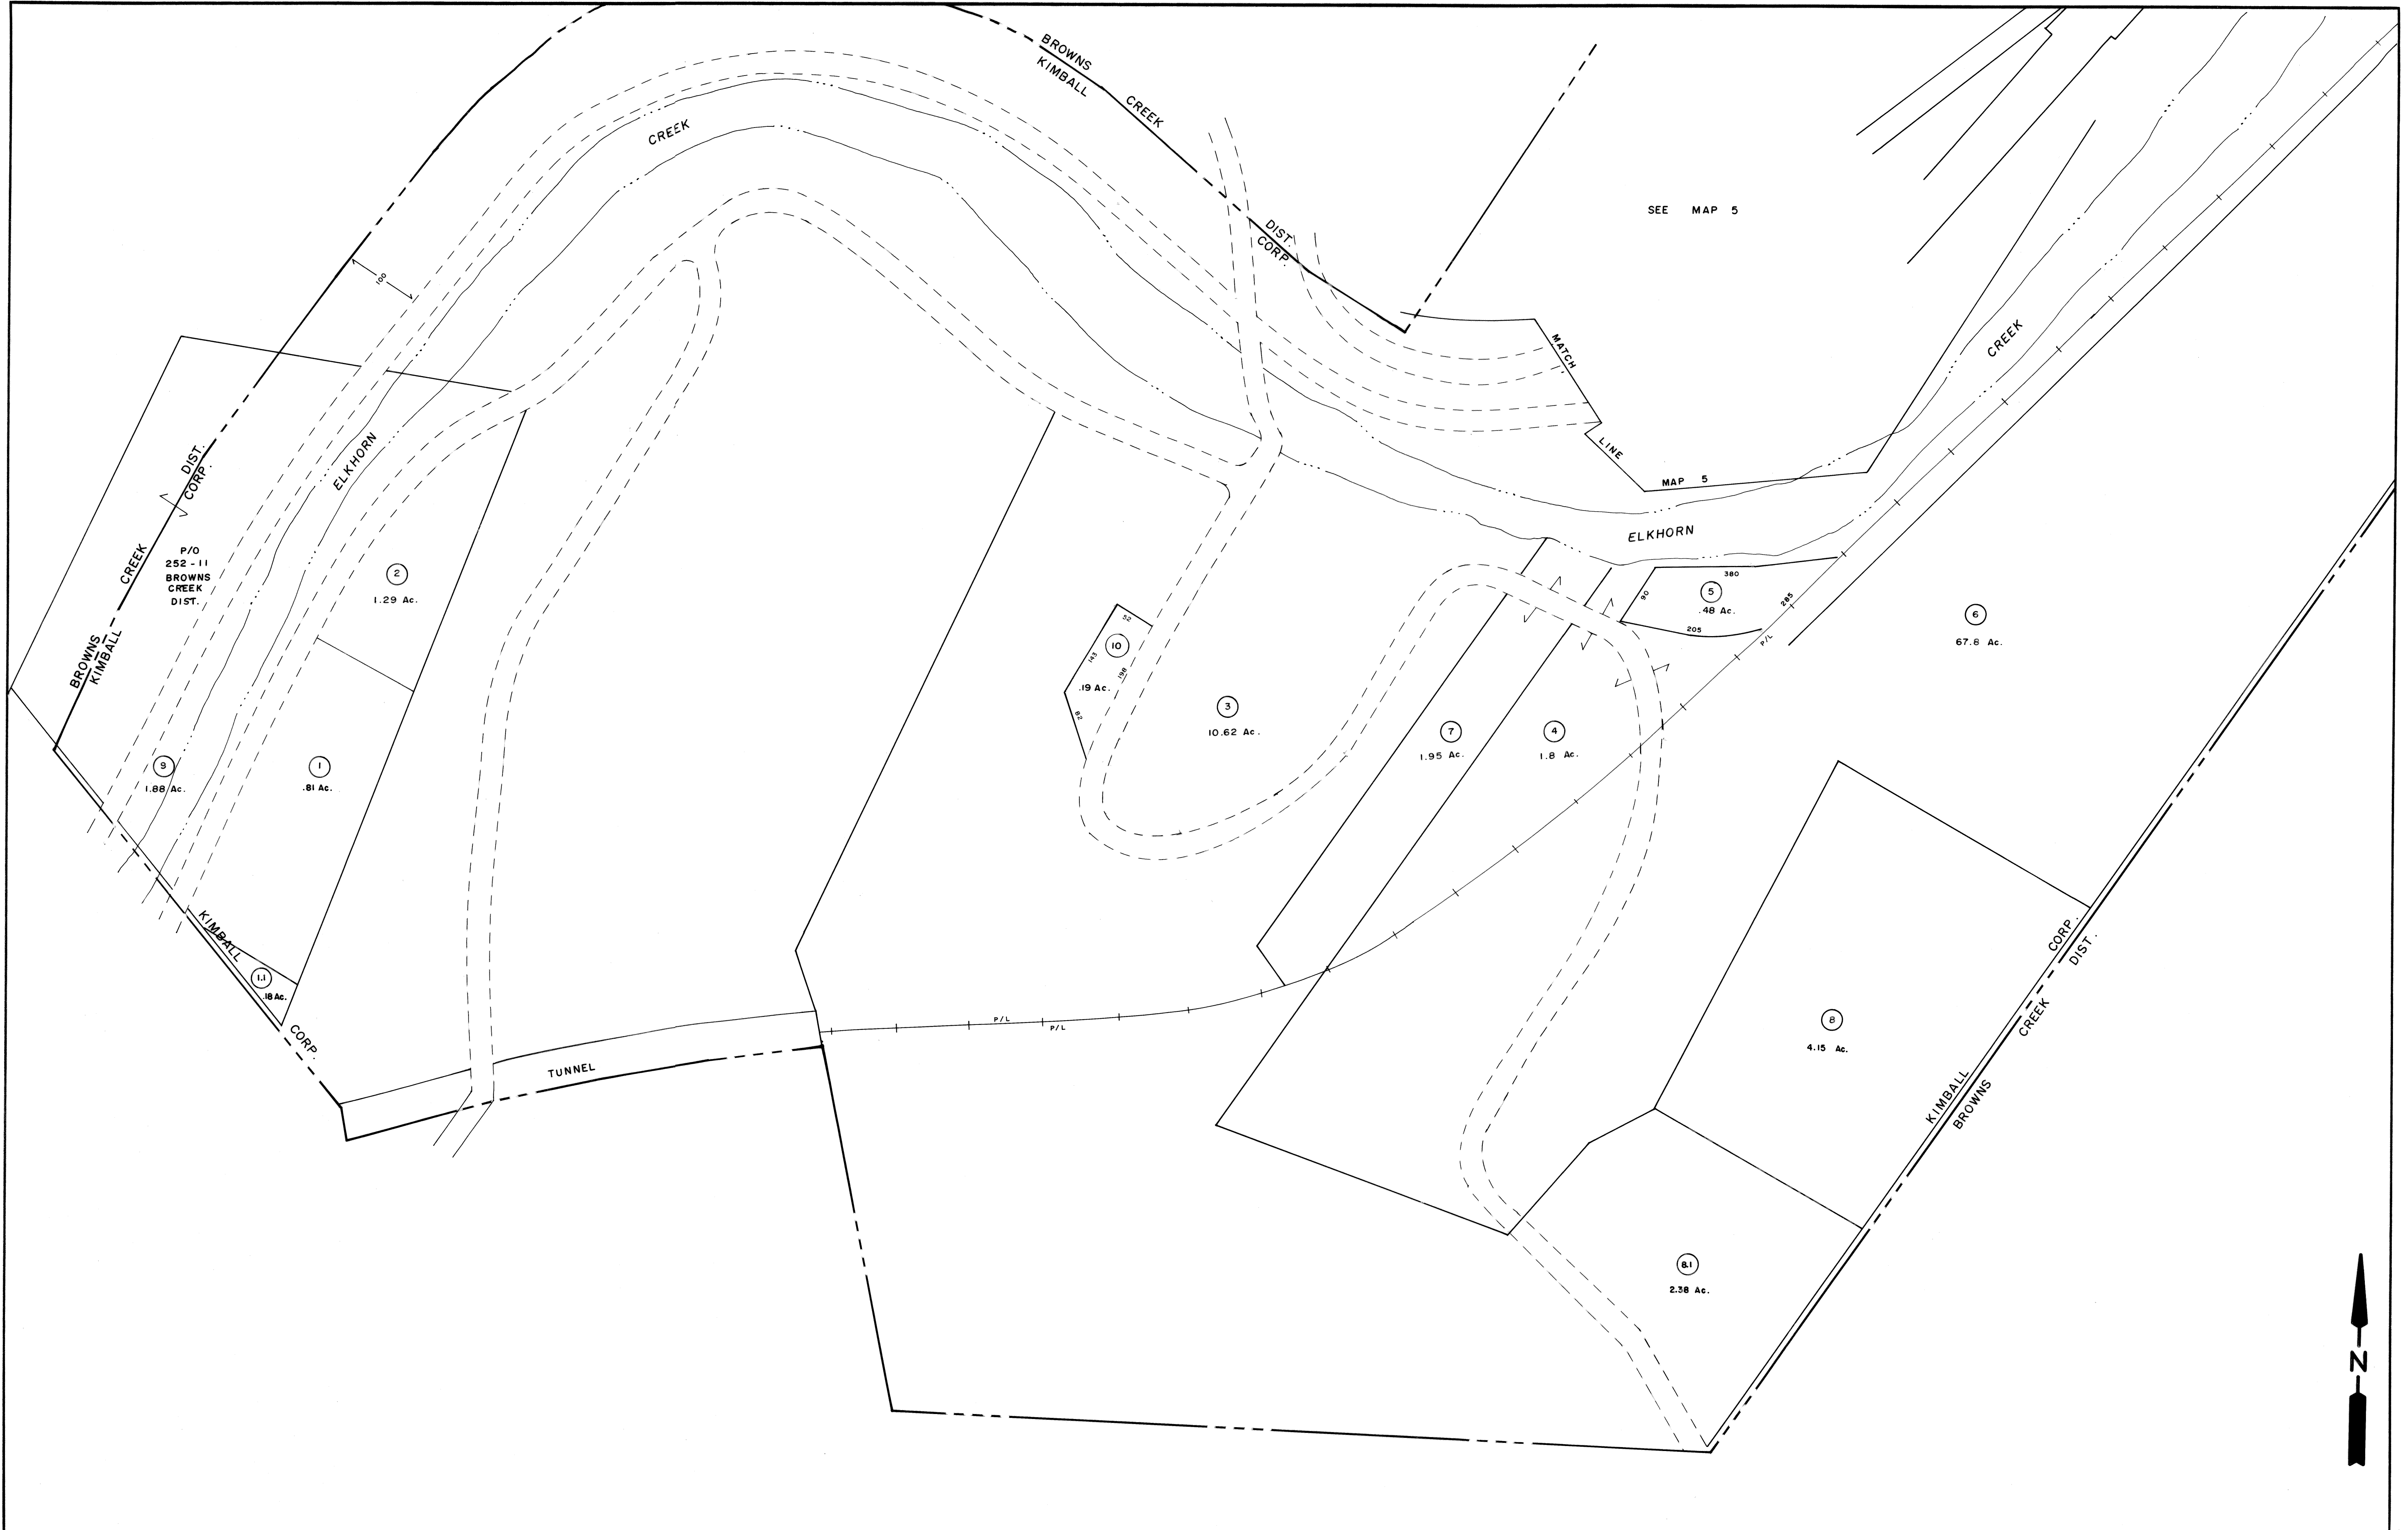 BROWNS
KIMBALL
CREEK
DIST.
CORP.
CREEK
SEE MAP 5
100
MATCH
LINE
MAP 5
CREEK
ELKHORN
ELKHORN
DIST.
CORP.
CREEK
BROWNS
KIMBALL
P/O
252-11
BROWNS
CREEK
DIST.
2
1.29 Ac.
9
1.88 Ac.
1
.81 Ac.
1.1
.18 Ac.
KIMBALL
CORP.
TUNNEL
P/L
P/L
10
.19 Ac.
52
143
198
82
3
10.62 Ac.
7
1.95 Ac.
4
1.8 Ac.
5
.48 Ac.
380
90
205
285
P/L
6
67.8 Ac.
8
4.15 Ac.
8.1
2.38 Ac.
KIMBALL
CORP.
BROWNS
CREEK
DIST.
N